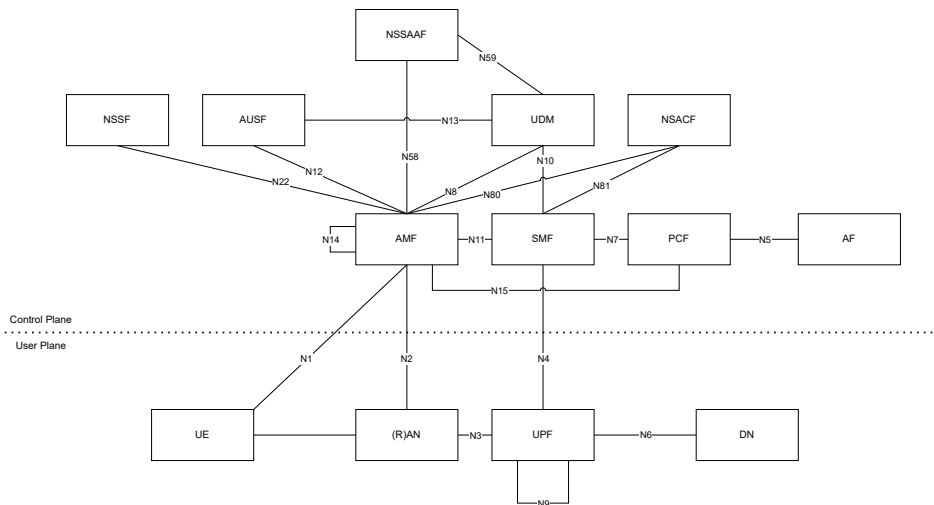 NSSAAF
N59
NSSF
AUSF
N13
UDM
NSACF
N58
N10
N12
N22
N8
N80
N81
N14
AMF
N11
SMF
N7
PCF
N5
AF
N15
Control Plane
User Plane
N1
N2
N4
UE
(R)AN
N3
UPF
N6
DN
N9